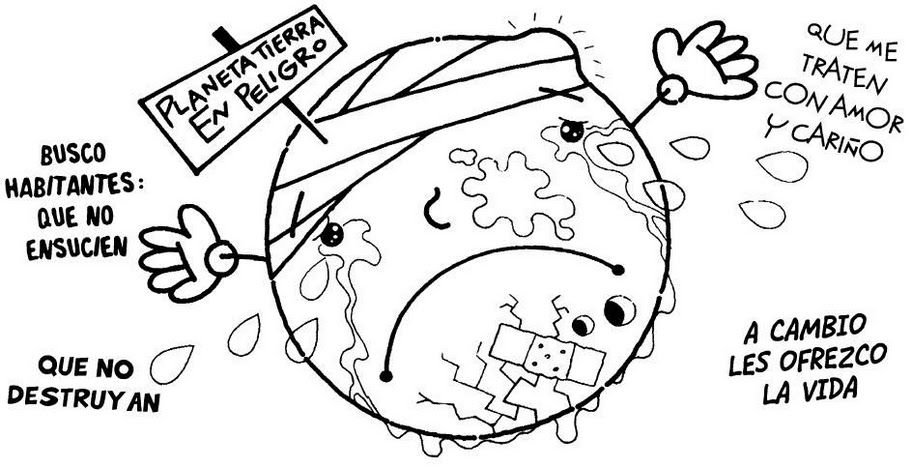 PLANETA TIERRA
EN PELIGRO
BUSCO
HABITANTES:
QUE NO
ENSUCIEN
QUE NO
DESTRUYAN
QUE ME
TRATEN
CON AMOR
Y CARIÑO
A CAMBIO
LES OFREZCO
LA VIDA